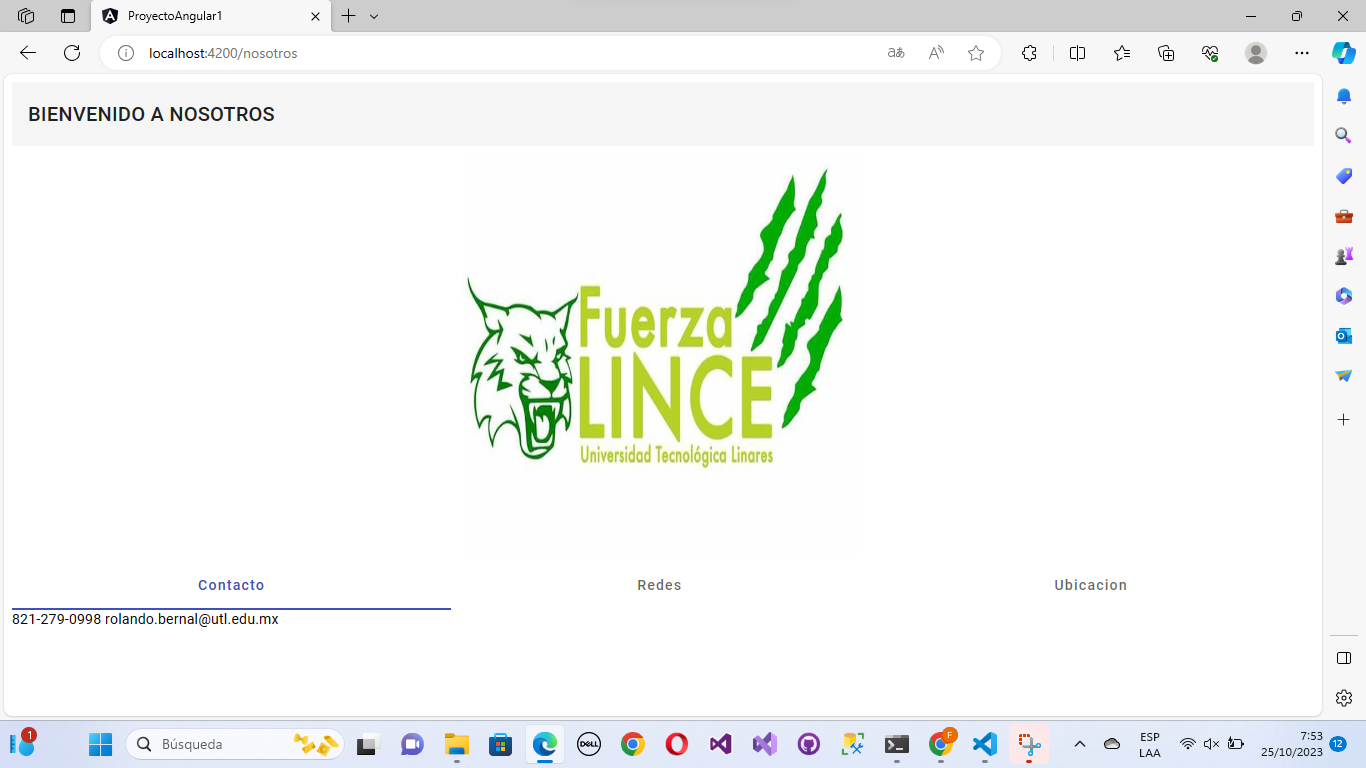 ProyectoAngular1
localhost:4200/nosotros
BIENVENIDO A NOSOTROS
Fuerza
LINCE
Universidad Tecnológica Linares
Contacto
Redes
Ubicacion
821-279-0998 rolando.bernal@utl.edu.mx
1
Búsqueda
DELL
F
ESP
LAA
7:53
25/10/2023
12